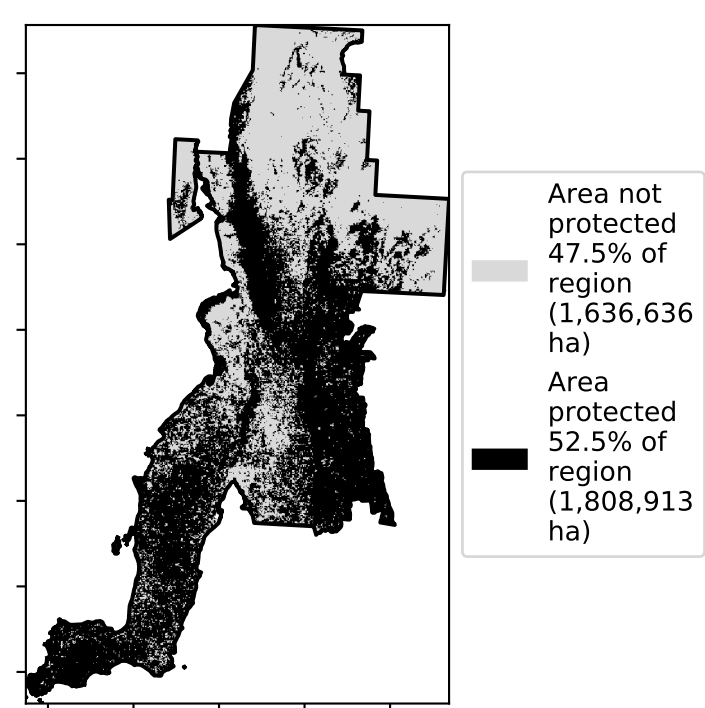 Area not
protected
47.5% of
region
(1,636,636
ha)
Area
protected
52.5% of
region
(1,808,913
ha)